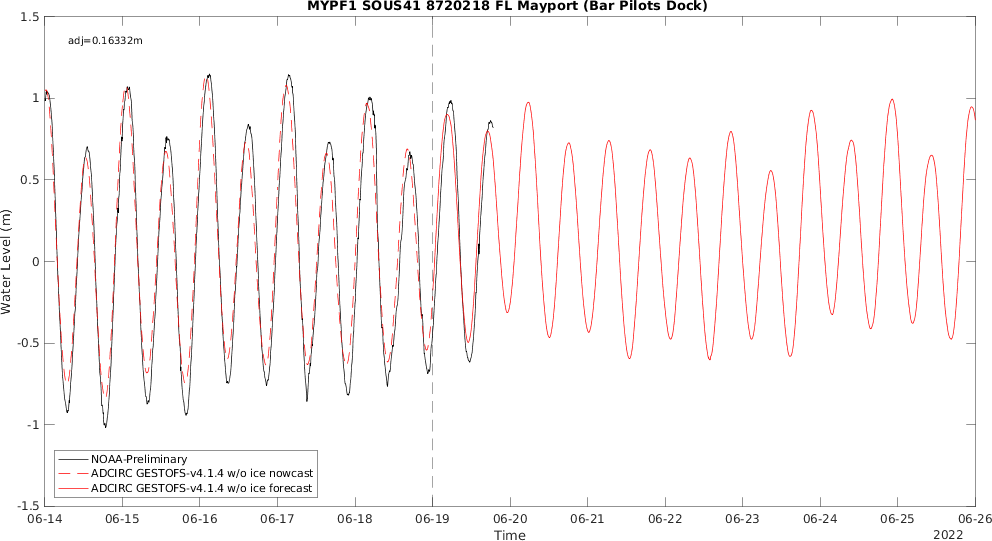 MYPF1 SOUS41 8720218 FL Mayport (Bar Pilots Dock)
1.5
adj=0.16332m
1
0.5
0
-0.5
-1
-1.5
Water Level (m)
NOAA-Preliminary
ADCIRC GESTOFS-v4.1.4 w/o ice nowcast
ADCIRC GESTOFS-v4.1.4 w/o ice forecast
06-14 06-15 06-16 06-17 06-18 06-19 06-20 06-21 06-22 06-23 06-24 06-25 06-26
Time
2022